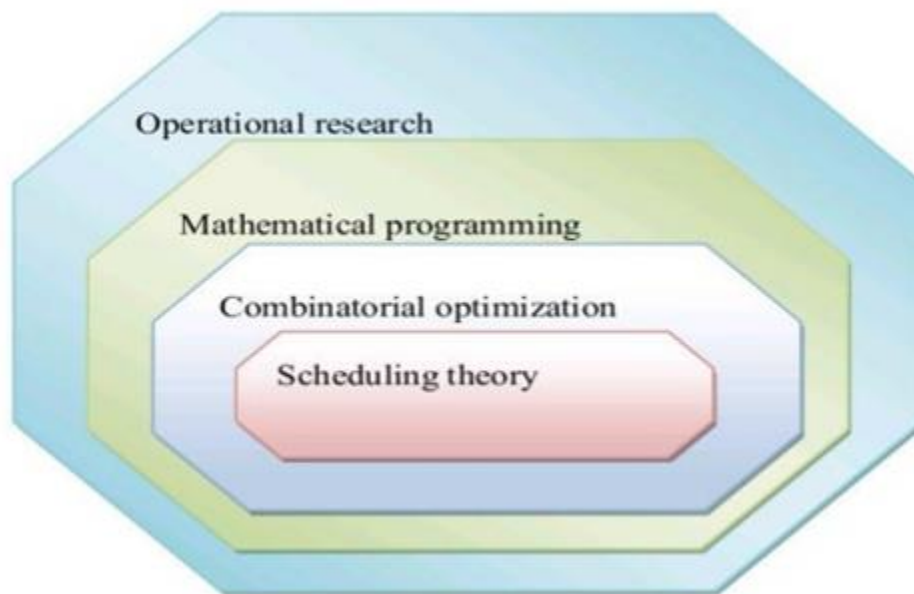 Operational research
Mathematical programming
Combinatorial optimization
Scheduling theory